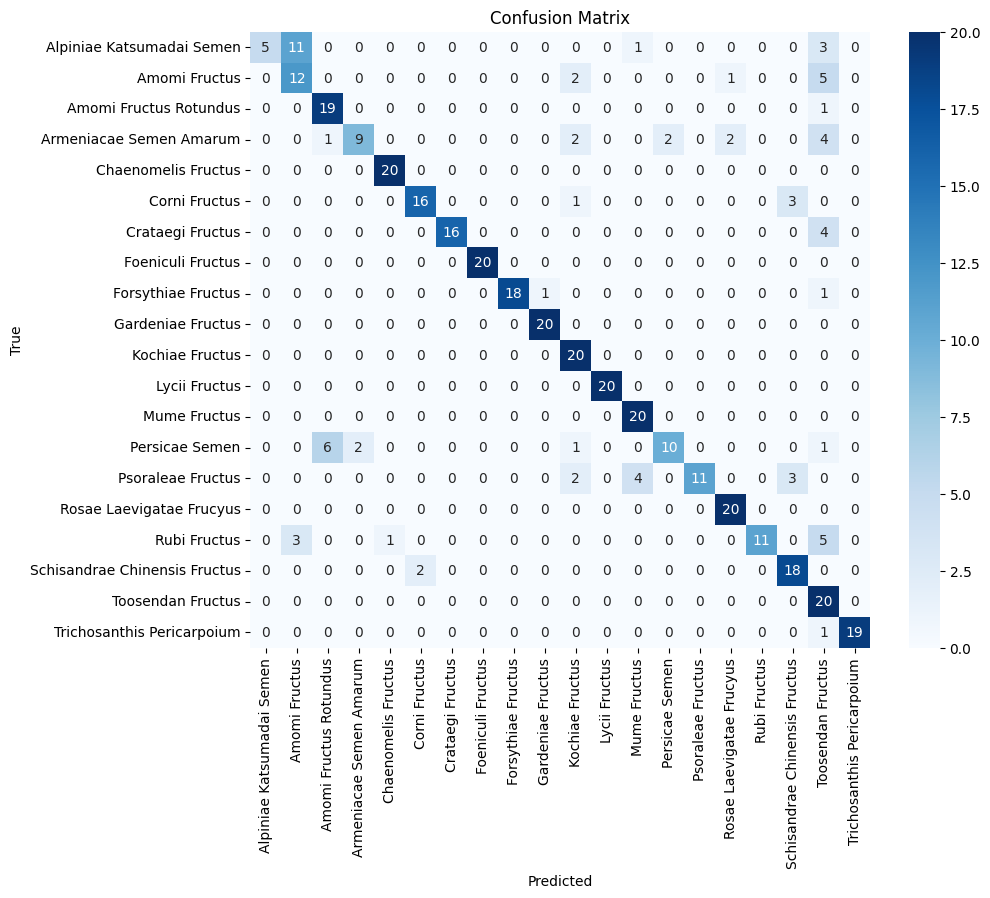 Confusion Matrix
True
Alpiniae Katsumadai Semen 5 11 0 0 0 0 0 0 0 0 0 0 1 0 0 0 0 0 3 0
Amomi Fructus 0 12 0 0 0 0 0 0 0 0 2 0 0 0 0 1 0 0 5 0
Amomi Fructus Rotundus 0 0 19 0 0 0 0 0 0 0 0 0 0 0 0 0 0 0 1 0
Armeniacae Semen Amarum 0 0 1 9 0 0 0 0 0 0 2 0 0 2 0 2 0 0 4 0
Chaenomelis Fructus 0 0 0 0 20 0 0 0 0 0 0 0 0 0 0 0 0 0 0 0
Corni Fructus 0 0 0 0 0 16 0 0 0 0 1 0 0 0 0 0 0 3 0 0
Crataegi Fructus 0 0 0 0 0 0 16 0 0 0 0 0 0 0 0 0 0 0 4 0
Foeniculi Fructus 0 0 0 0 0 0 0 20 0 0 0 0 0 0 0 0 0 0 0 0
Forsythiae Fructus 0 0 0 0 0 0 0 0 18 1 0 0 0 0 0 0 0 0 1 0
Gardeniae Fructus 0 0 0 0 0 0 0 0 0 20 0 0 0 0 0 0 0 0 0 0
Kochiae Fructus 0 0 0 0 0 0 0 0 0 0 20 0 0 0 0 0 0 0 0 0
Lycii Fructus 0 0 0 0 0 0 0 0 0 0 0 20 0 0 0 0 0 0 0 0
Mume Fructus 0 0 0 0 0 0 0 0 0 0 0 0 20 0 0 0 0 0 0 0
Persicae Semen 0 0 6 2 0 0 0 0 0 0 1 0 0 10 0 0 0 0 1 0
Psoraleae Fructus 0 0 0 0 0 0 0 0 0 0 2 0 4 0 11 0 0 3 0 0
Rosae Laevigatae Frucyus 0 0 0 0 0 0 0 0 0 0 0 0 0 0 0 20 0 0 0 0
Rubi Fructus 0 3 0 0 1 0 0 0 0 0 0 0 0 0 0 0 11 0 5 0
Schisandrae Chinensis Fructus 0 0 0 0 0 2 0 0 0 0 0 0 0 0 0 0 0 18 0 0
Toosendan Fructus 0 0 0 0 0 0 0 0 0 0 0 0 0 0 0 0 0 0 20 0
Trichosanthis Pericarpoium 0 0 0 0 0 0 0 0 0 0 0 0 0 0 0 0 0 0 1 19
Alpiniae Katsumadai Semen
Amomi Fructus
Amomi Fructus Rotundus
Armeniacae Semen Amarum
Chaenomelis Fructus
Corni Fructus
Crataegi Fructus
Foeniculi Fructus
Forsythiae Fructus
Gardeniae Fructus
Kochiae Fructus
Lycii Fructus
Mume Fructus
Persicae Semen
Psoraleae Fructus
Rosae Laevigatae Frucyus
Rubi Fructus
Schisandrae Chinensis Fructus
Toosendan Fructus
Trichosanthis Pericarpoium
Predicted
20.0
17.5
15.0
12.5
10.0
7.5
5.0
2.5
0.0